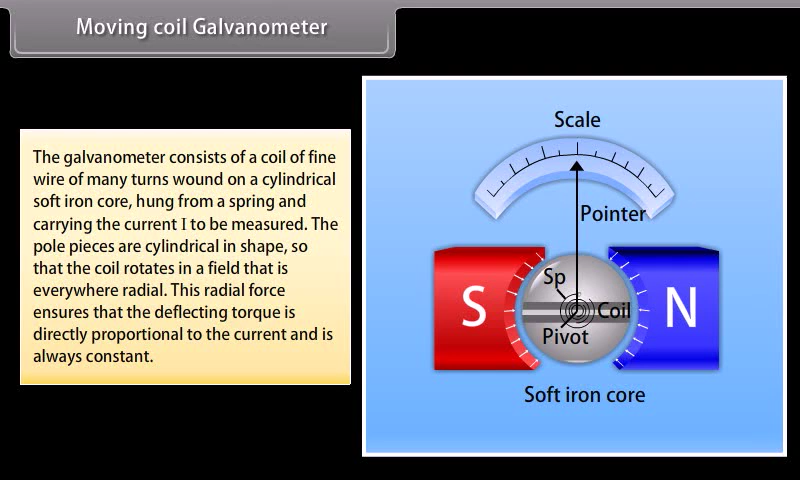 Moving coil Galvanometer
The galvanometer consists of a coil of fine
wire of many turns wound on a cylindrical
soft iron core, hung from a spring and
carrying the current I to be measured. The
pole pieces are cylindrical in shape, so
that the coil rotates in a field that is
everywhere radial. This radial force
ensures that the deflecting torque is
directly proportional to the current and is
always constant.
Scale
Pointer
S
Sp
Coil
N
Pivot
Soft iron core